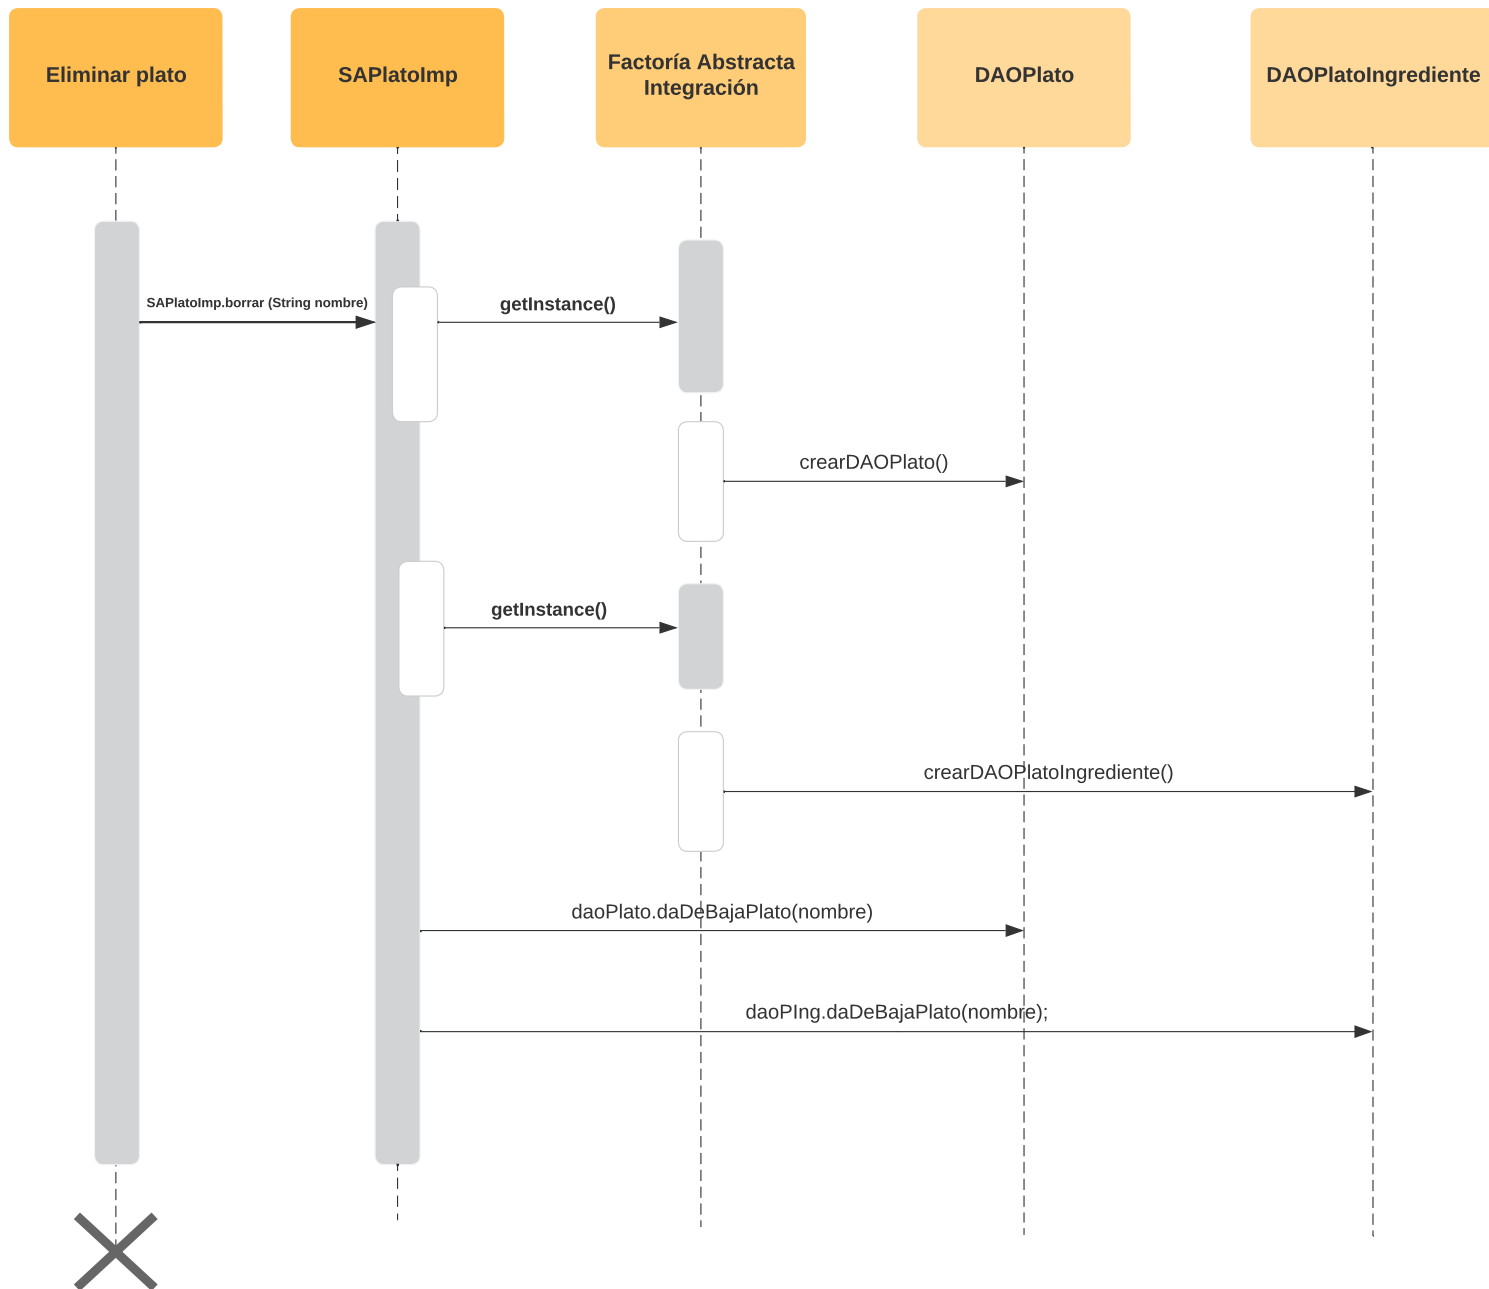 Eliminar plato
SAPlatoImp
Factoría Abstracta
Integración
DAOPlato
DAOPlatoIngrediente
SAPlatoImp.borrar (String nombre)
getInstance()
crearDAOPlato()
getInstance()
crearDAOPlatoIngrediente()
daoPlato.daDeBajaPlato(nombre)
daoPIng.daDeBajaPlato(nombre);